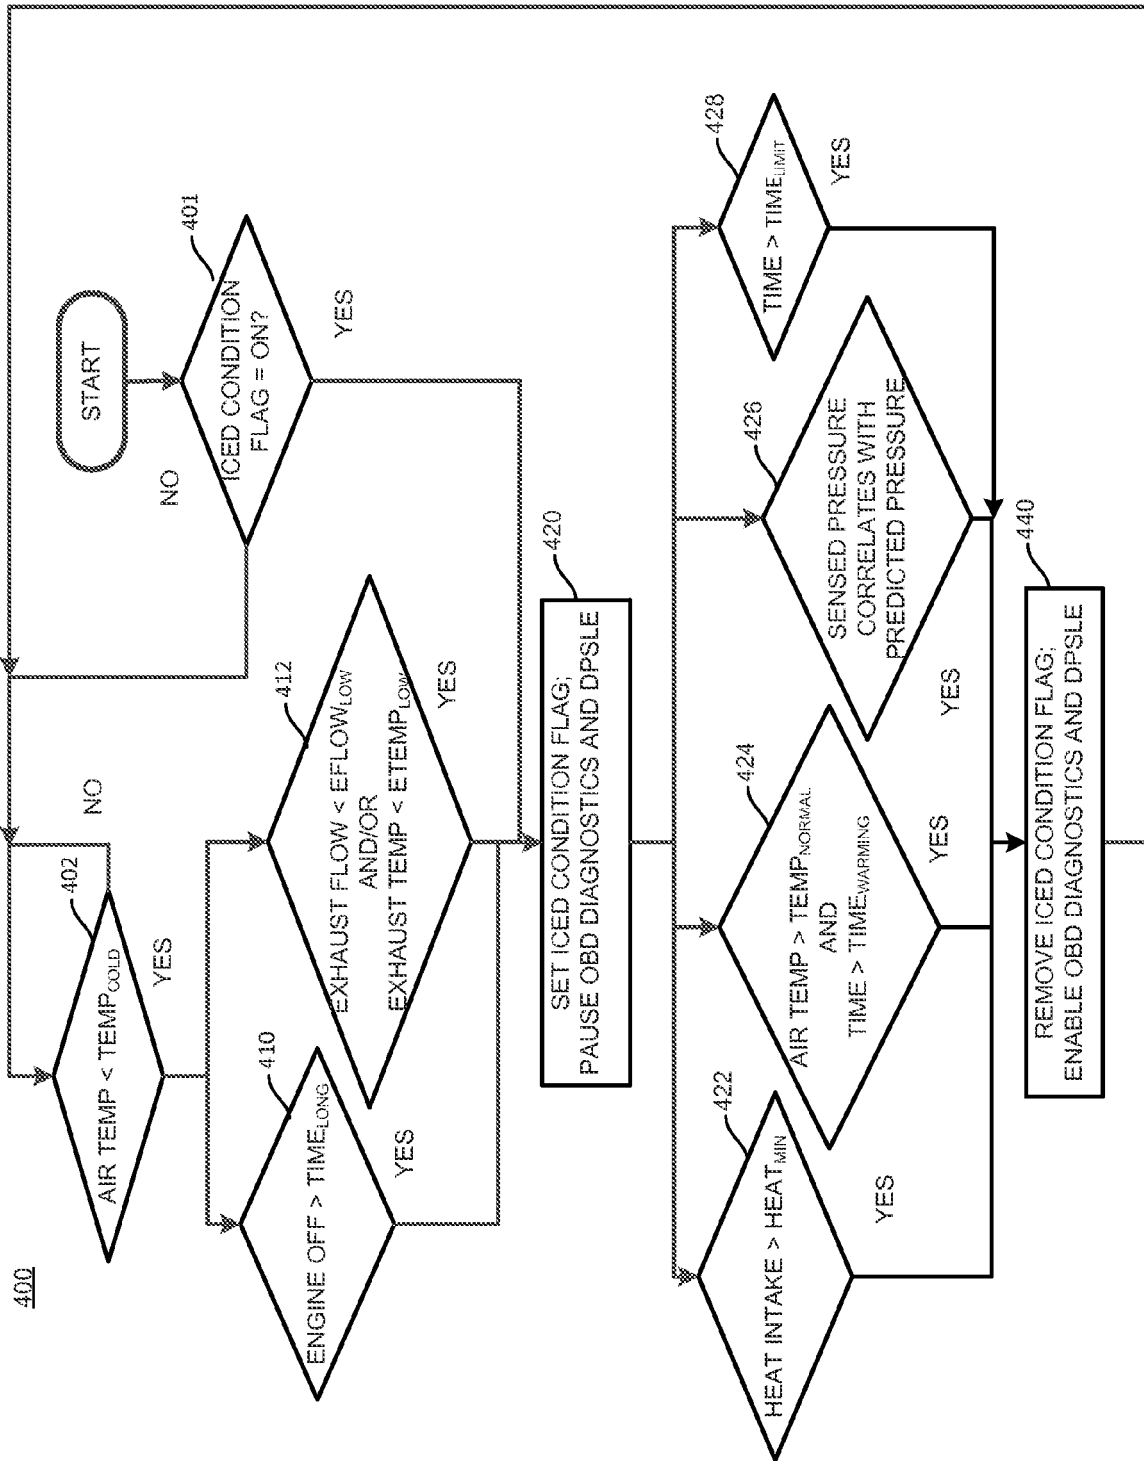 400
START
401
ICED CONDITION
FLAG = ON?
NO
YES
402
AIR TEMP < TEMPCOLD
NO
YES
410
ENGINE OFF > TIMELONG
YES
412
EXHAUST FLOW < EFLOWLOW
AND/OR
EXHAUST TEMP < ETEMPLOW
YES
420
SET ICED CONDITION FLAG;
PAUSE OBD DIAGNOSTICS AND DPSLE
422
HEAT INTAKE > HEATMIN
YES
424
AIR TEMP > TEMPNORMAL
AND
TIME > TIMEWARMING
YES
426
SENSED PRESSURE
CORRELATES WITH
PREDICTED PRESSURE
YES
428
TIME > TIMELIMIT
YES
440
REMOVE ICED CONDITION FLAG;
ENABLE OBD DIAGNOSTICS AND DPSLE